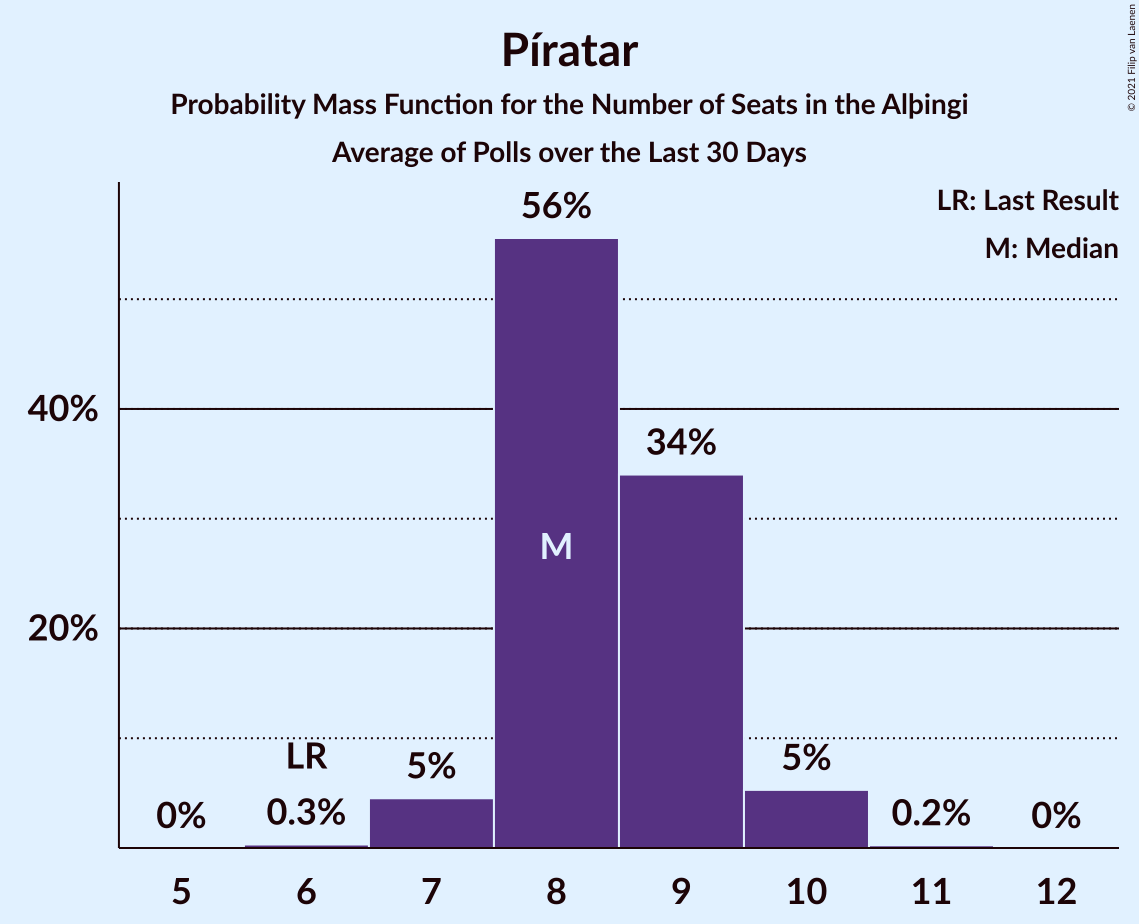 Píratar
Probability Mass Function for the Number of Seats in the Alþingi
Average of Polls over the Last 30 Days
© 2021 Filip van Laenen
LR: Last Result
M: Median
56%
40%
34%
M
20%
LR
0%
0.3%
5%
5%
0.2%
0%
5 6 7 8 9 10 11 12